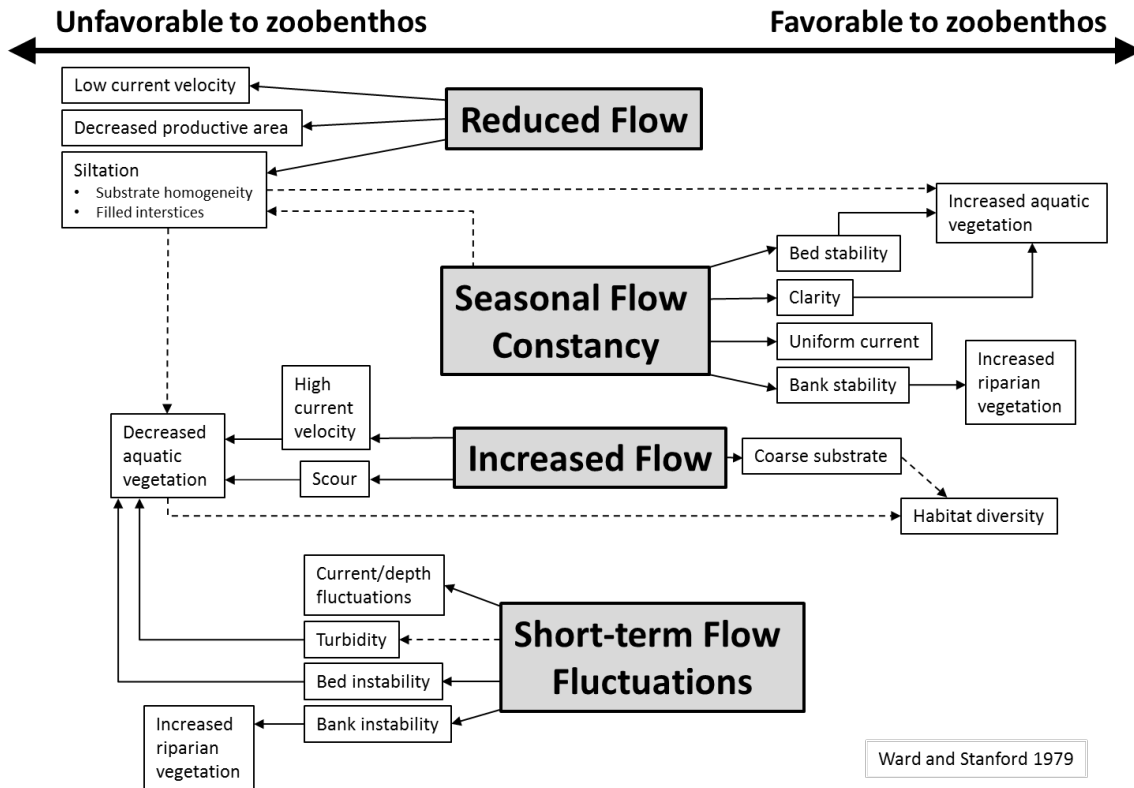 Unfavorable to zoobenthos
Favorable to zoobenthos
Low current velocity
Decreased productive area
Siltation
• Substrate homogeneity
• Filled interstices
Reduced Flow
Increased aquatic
vegetation
Bed stability
Seasonal Flow
Constancy
Clarity
Uniform current
Bank stability
Increased
riparian
vegetation
High
current
velocity
Decreased
aquatic
vegetation
Scour
Increased Flow
Coarse substrate
Habitat diversity
Current/depth
fluctuations
Turbidity
Bed instability
Bank instability
Short-term Flow
Fluctuations
Increased
riparian
vegetation
Ward and Stanford 1979